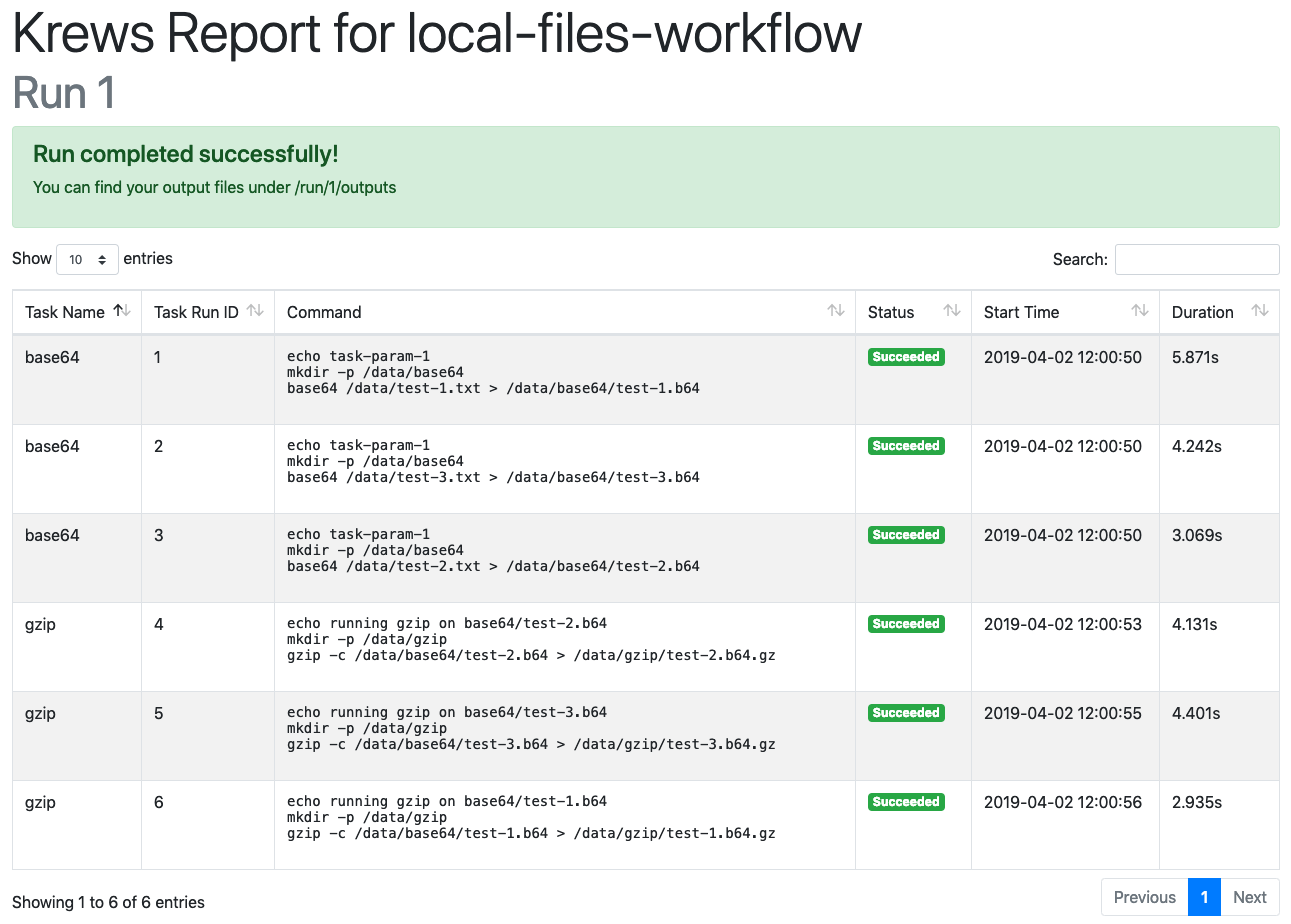 Krews Report for local-files-workflow
Run 1
Run completed successfully!
You can find your output files under /run/1/outputs
Show 10 entries Search:
Task Name Task Run ID Command Status Start Time Duration
base64 1 echo task-param-1 Succeeded 2019-04-02 12:00:50 5.871s
mkdir -p /data/base64
base64 /data/test-1.txt > /data/base64/test-1.b64
base64 2 echo task-param-1 Succeeded 2019-04-02 12:00:50 4.242s
mkdir -p /data/base64
base64 /data/test-3.txt > /data/base64/test-3.b64
base64 3 echo task-param-1 Succeeded 2019-04-02 12:00:50 3.069s
mkdir -p /data/base64
base64 /data/test-2.txt > /data/base64/test-2.b64
gzip 4 echo running gzip on base64/test-2.b64 Succeeded 2019-04-02 12:00:53 4.131s
mkdir -p /data/gzip
gzip -c /data/base64/test-2.b64 > /data/gzip/test-2.b64.gz
gzip 5 echo running gzip on base64/test-3.b64 Succeeded 2019-04-02 12:00:55 4.401s
mkdir -p /data/gzip
gzip -c /data/base64/test-3.b64 > /data/gzip/test-3.b64.gz
gzip 6 echo running gzip on base64/test-1.b64 Succeeded 2019-04-02 12:00:56 2.935s
mkdir -p /data/gzip
gzip -c /data/base64/test-1.b64 > /data/gzip/test-1.b64.gz
Showing 1 to 6 of 6 entries Previous 1 Next